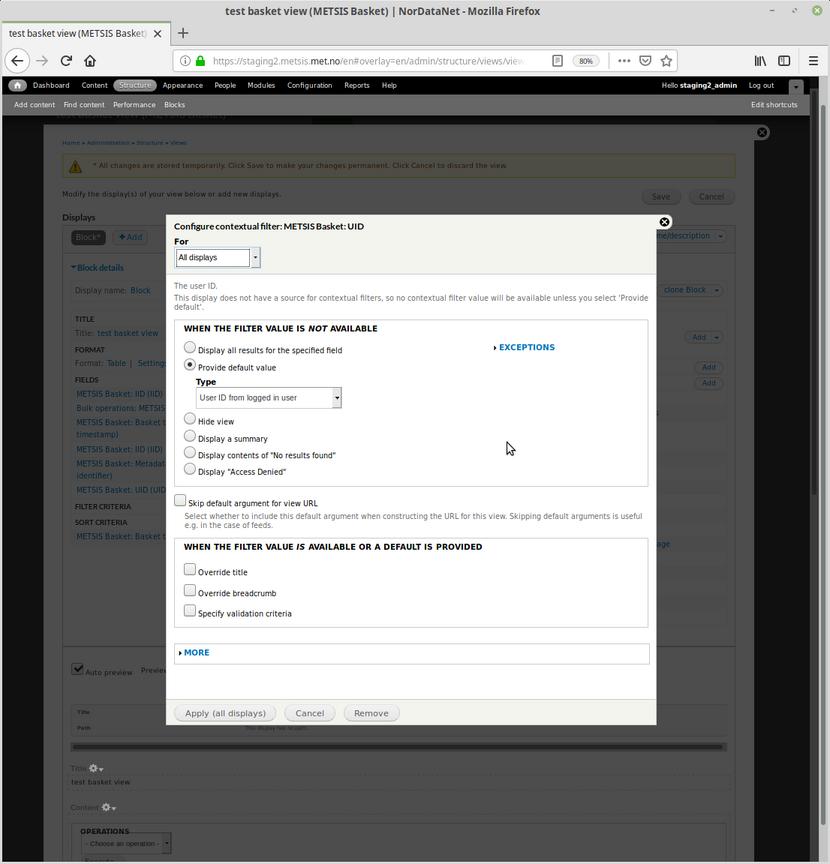 test basket view (METSIS Basket) | NorDataNet - Mozilla Firefox
test basket view (METSIS Basket)
https://staging2.metsis.met.no/en#overlay=en/admin/structure/views/view
80%
Dashboard Content Structure Appearance People Modules Configuration Reports Help Hello staging2_admin Log out
Add content Find content Performance Blocks Edit shortcuts
Home » Administration » Structure » Views
* All changes are stored temporarily. Click Save to make your changes permanent. Click Cancel to discard the view.
Modify the display(s) of your view below or add new displays.
Save Cancel
Displays
Block* Add
me/description
Block details
Display name: Block
clone Block
TITLE
Title: test basket view
Add
FORMAT
Format: Table | Settings
Add
FIELDS
Add
METSIS Basket: IID (IID)
Bulk operations: METSIS
METSIS Basket: Basket t
timestamp)
METSIS Basket: IID (IID)
METSIS Basket: Metadat
identifier)
METSIS Basket: UID (UID
FILTER CRITERIA
SORT CRITERIA
METSIS Basket: Basket t
age
Configure contextual filter: METSIS Basket: UID
For
All displays
The user ID.
This display does not have a source for contextual filters, so no contextual filter value will be available unless you select 'Provide
default'.
WHEN THE FILTER VALUE IS NOT AVAILABLE
Display all results for the specified field
EXCEPTIONS
Provide default value
Type
User ID from logged in user
Hide view
Display a summary
Display contents of "No results found"
Display "Access Denied"
Skip default argument for view URL
Select whether to include this default argument when constructing the URL for this view. Skipping default arguments is useful
e.g. in the case of feeds.
WHEN THE FILTER VALUE IS AVAILABLE OR A DEFAULT IS PROVIDED
Override title
Override breadcrumb
Specify validation criteria
MORE
Apply (all displays) Cancel Remove
Auto preview Preview
Title
Path This display has no path.
Title
test basket view
Content
OPERATIONS
- Choose an operation -